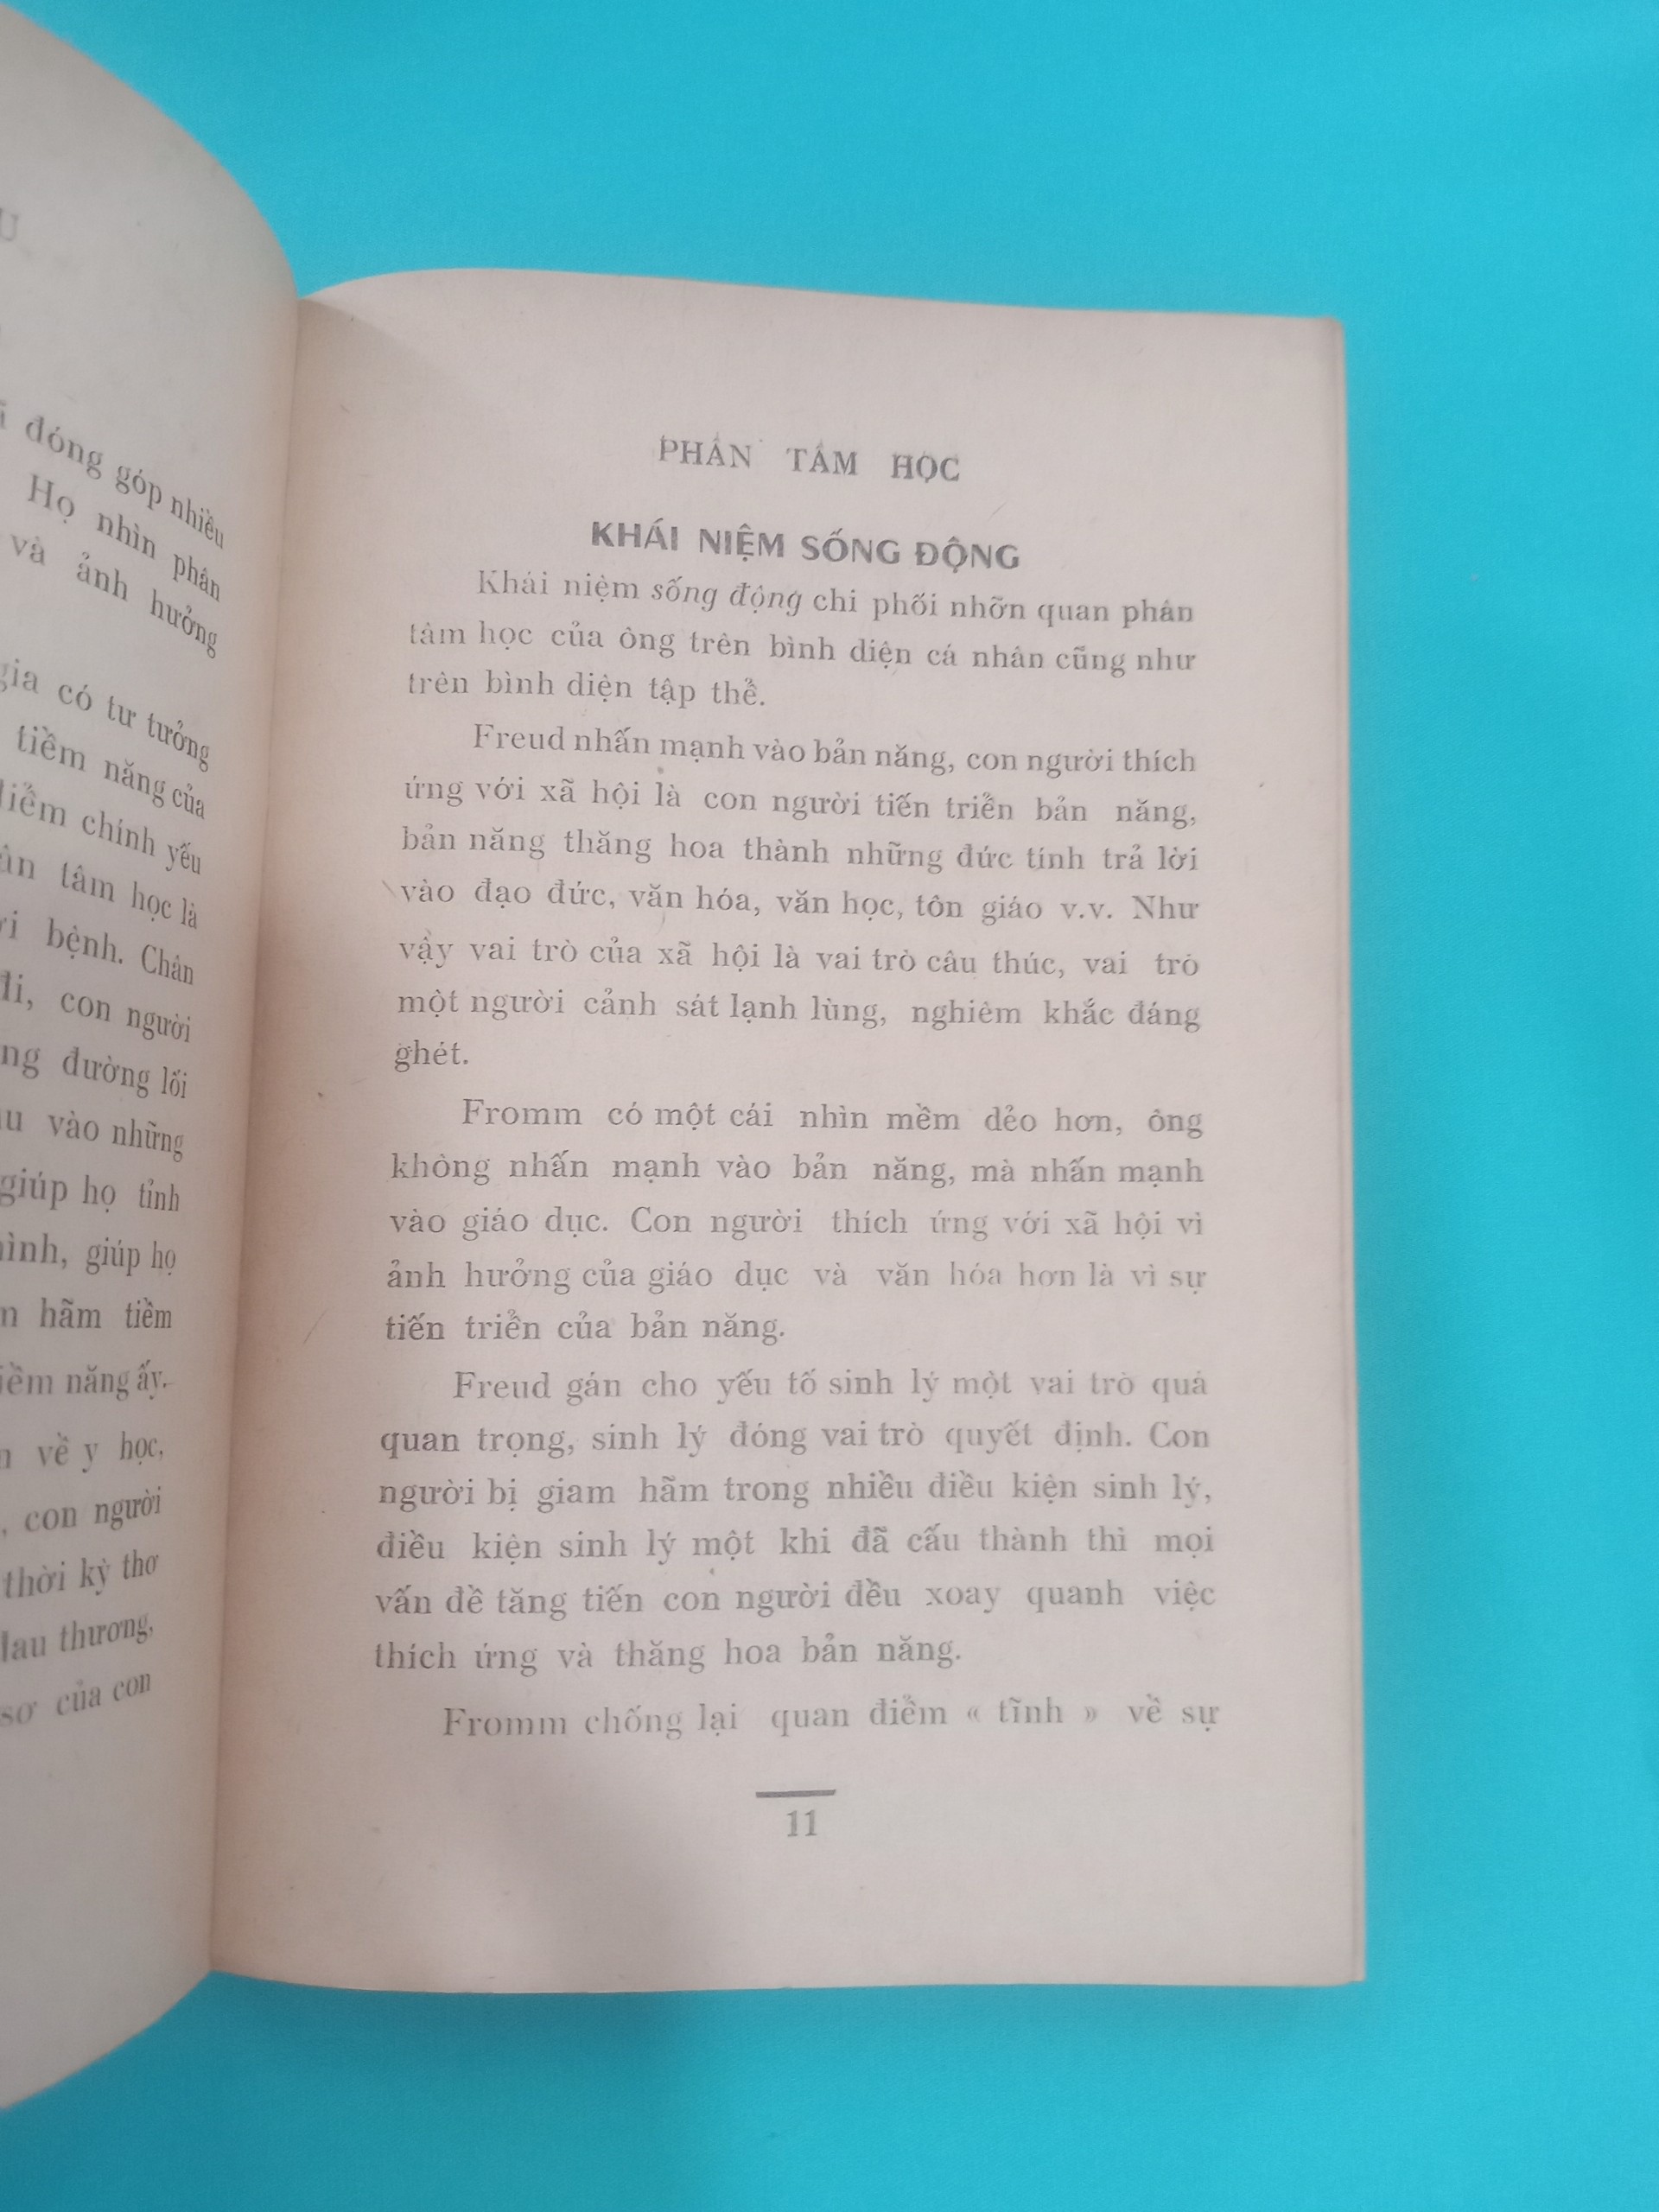 U
đóng góp nhiều
Họ nhìn phân
và ảnh hưởng
gia có tư tưởng
tiềm năng của
điểm chính yếu
tâm học là
bệnh. Chân
đi, con người
đường lối
vào những
giúp họ tỉnh
giúp họ
hãm tiềm
năng ấy.
về y học,
, con người
thời kỳ thơ
đau thương,
sơ của con
PHÂN TÂM HỌC
KHÁI NIỆM SỐNG ĐỘNG
Khái niệm sống động chi phối nhỡn quan phân
tâm học của ông trên bình diện cá nhân cũng như
trên bình diện tập thể.
Freud nhấn mạnh vào bản năng, con người thích
ứng với xã hội là con người tiến triển bản năng,
bản năng thăng hoa thành những đức tính trả lời
vào đạo đức, văn hóa, văn học, tôn giáo v.v. Như
vậy vai trò của xã hội là vai trò câu thúc, vai trò
một người cảnh sát lạnh lùng, nghiêm khắc đáng
ghét.
Fromm có một cái nhìn mềm dẻo hơn, ông
không nhấn mạnh vào bản năng, mà nhấn mạnh
vào giáo dục. Con người thích ứng với xã hội vì
ảnh hưởng của giáo dục và văn hóa hơn là vì sự
tiến triển của bản năng.
Freud gán cho yếu tố sinh lý một vai trò quá
quan trọng, sinh lý đóng vai trò quyết định. Con
người bị giam hãm trong nhiều điều kiện sinh lý,
điều kiện sinh lý một khi đã cấu thành thì mọi
vấn đề tăng tiến con người đều xoay quanh việc
thích ứng và thăng hoa bản năng.
Fromm chống lại quan điểm « tĩnh » về sự
11